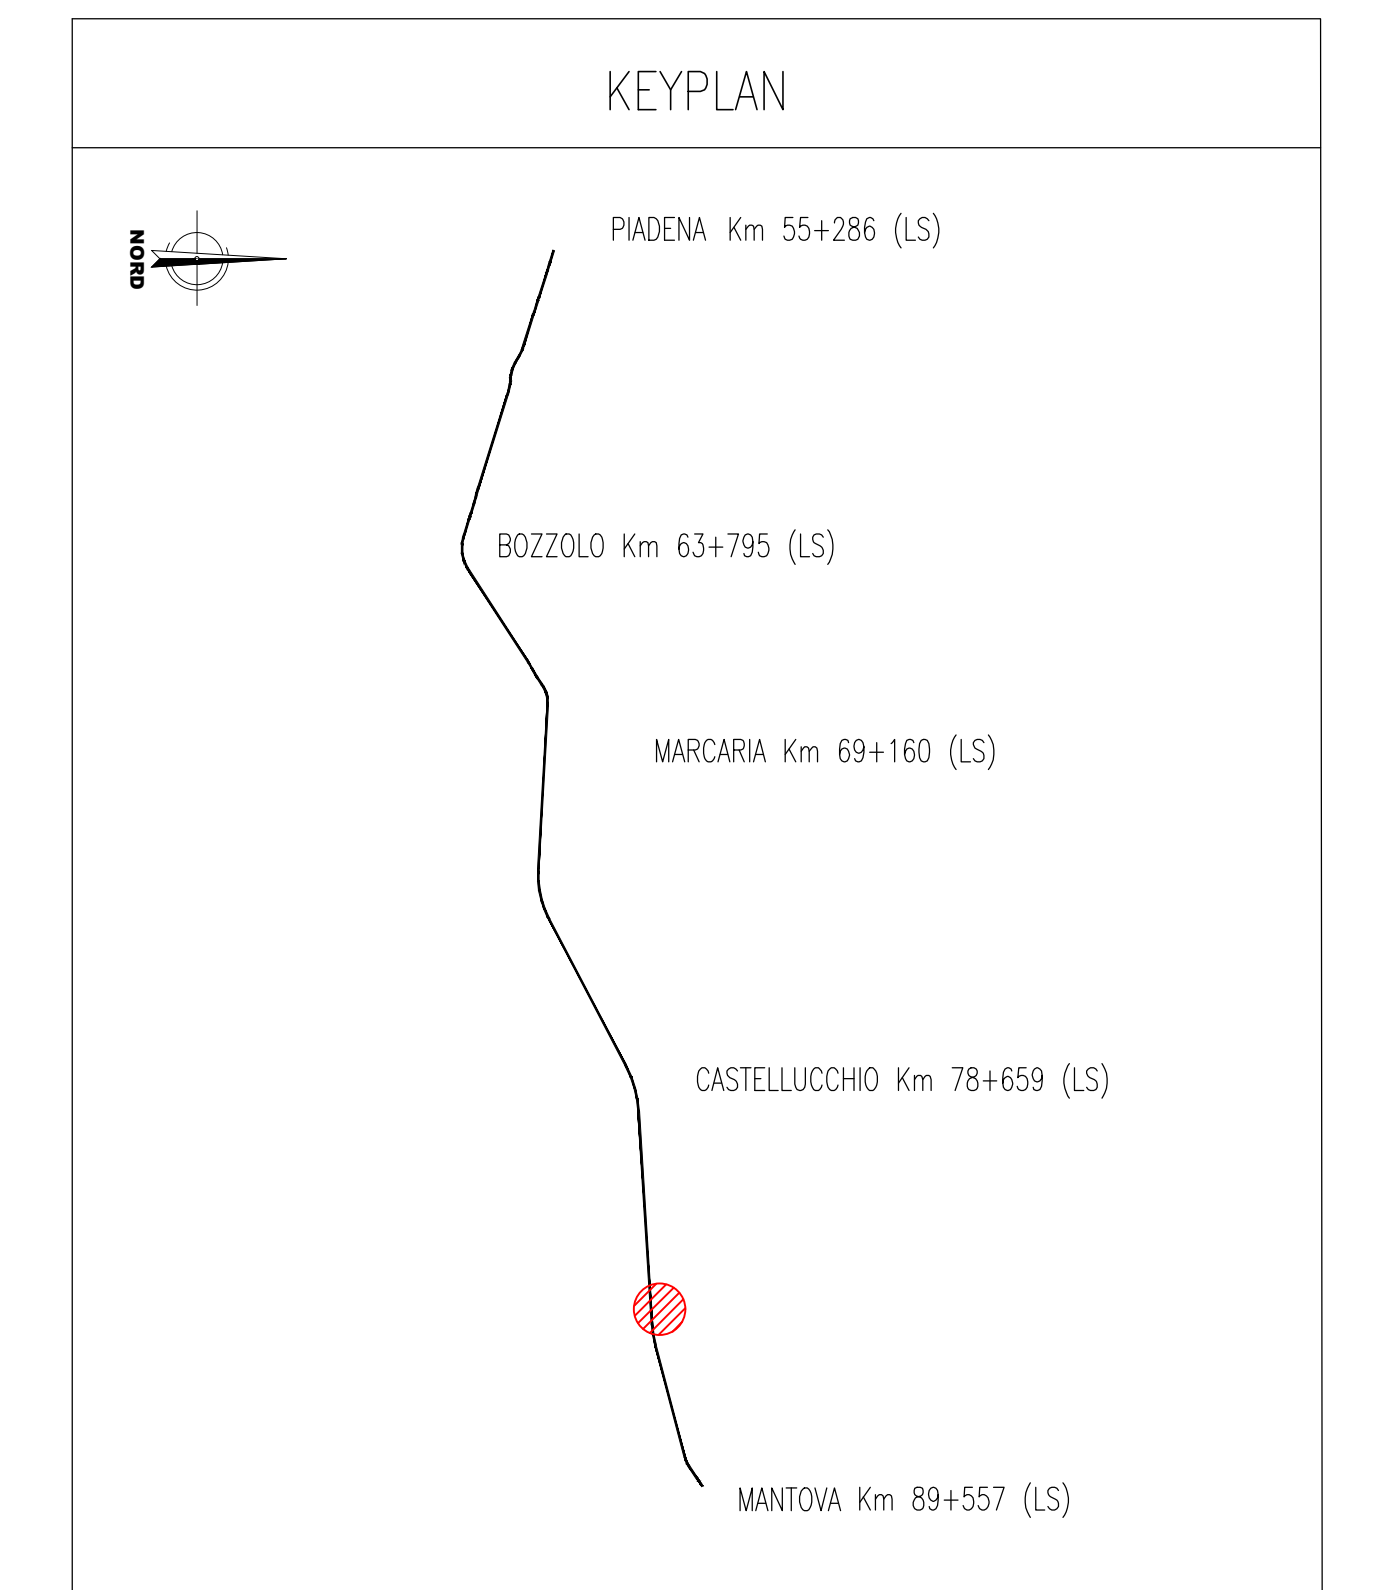 KEYPLAN
NORD
PIADENA Km 55+286 (LS)
BOZZOLO Km 63+795 (LS)
MARCARIA Km 69+160 (LS)
CASTELLUCCHIO Km 78+659 (LS)
MANTOVA Km 89+557 (LS)